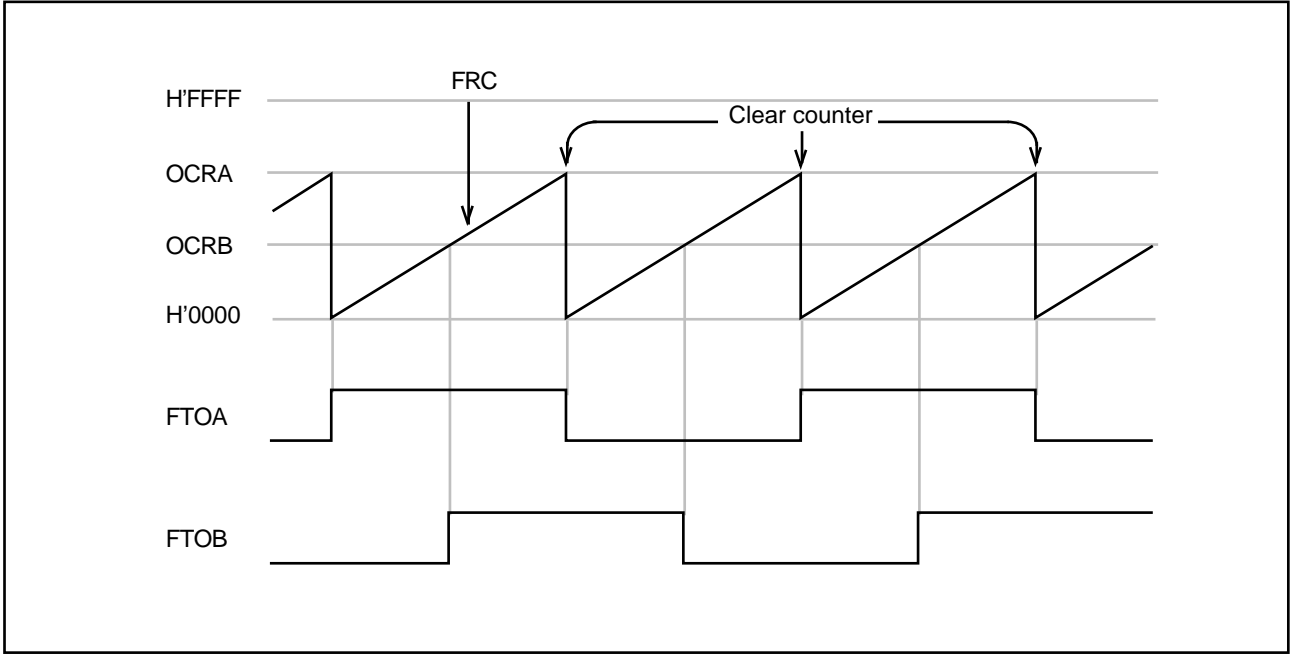 FRC
H’FFFF
Clear counter
OCRA
OCRB
H’0000
FTOA
FTOB